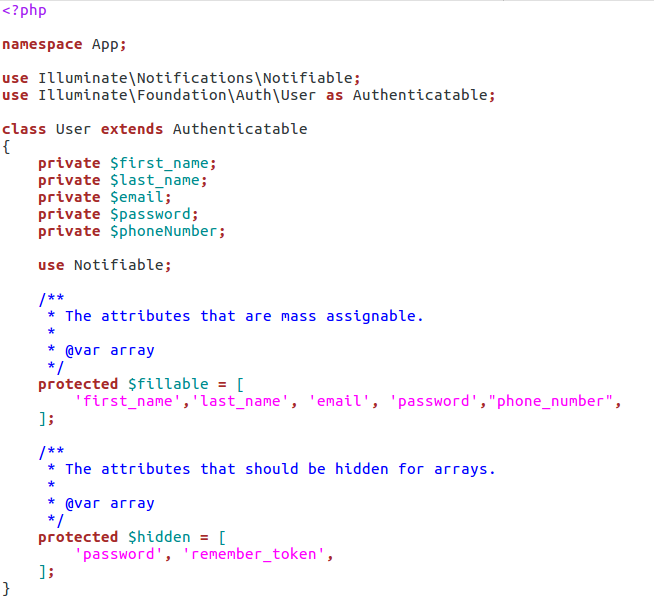 <?php
namespace App;
use Illuminate\Notifications\Notifiable;
use Illuminate\Foundation\Auth\User as Authenticatable;
class User extends Authenticatable
{
    private $first_name;
    private $last_name;
    private $email;
    private $password;
    private $phoneNumber;
    use Notifiable;
    /**
     * The attributes that are mass assignable.
     *
     * @var array
     */
    protected $fillable = [
        'first_name','last_name', 'email', 'password',"phone_number",
    ];
    /**
     * The attributes that should be hidden for arrays.
     *
     * @var array
     */
    protected $hidden = [
        'password', 'remember_token',
    ];
}